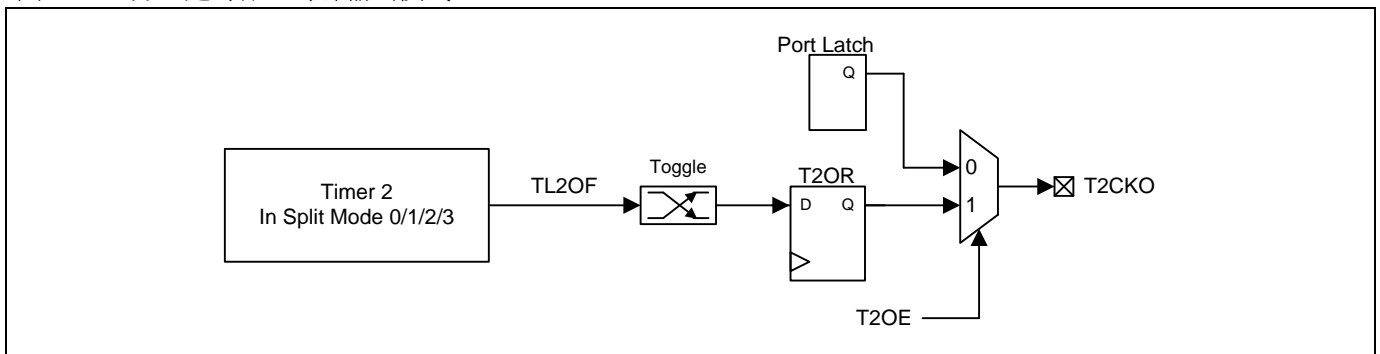 Port Latch
Q
Toggle
T2OR
Timer 2
In Split Mode 0/1/2/3
TL2OF
D Q
0
1
T2CKO
T2OE